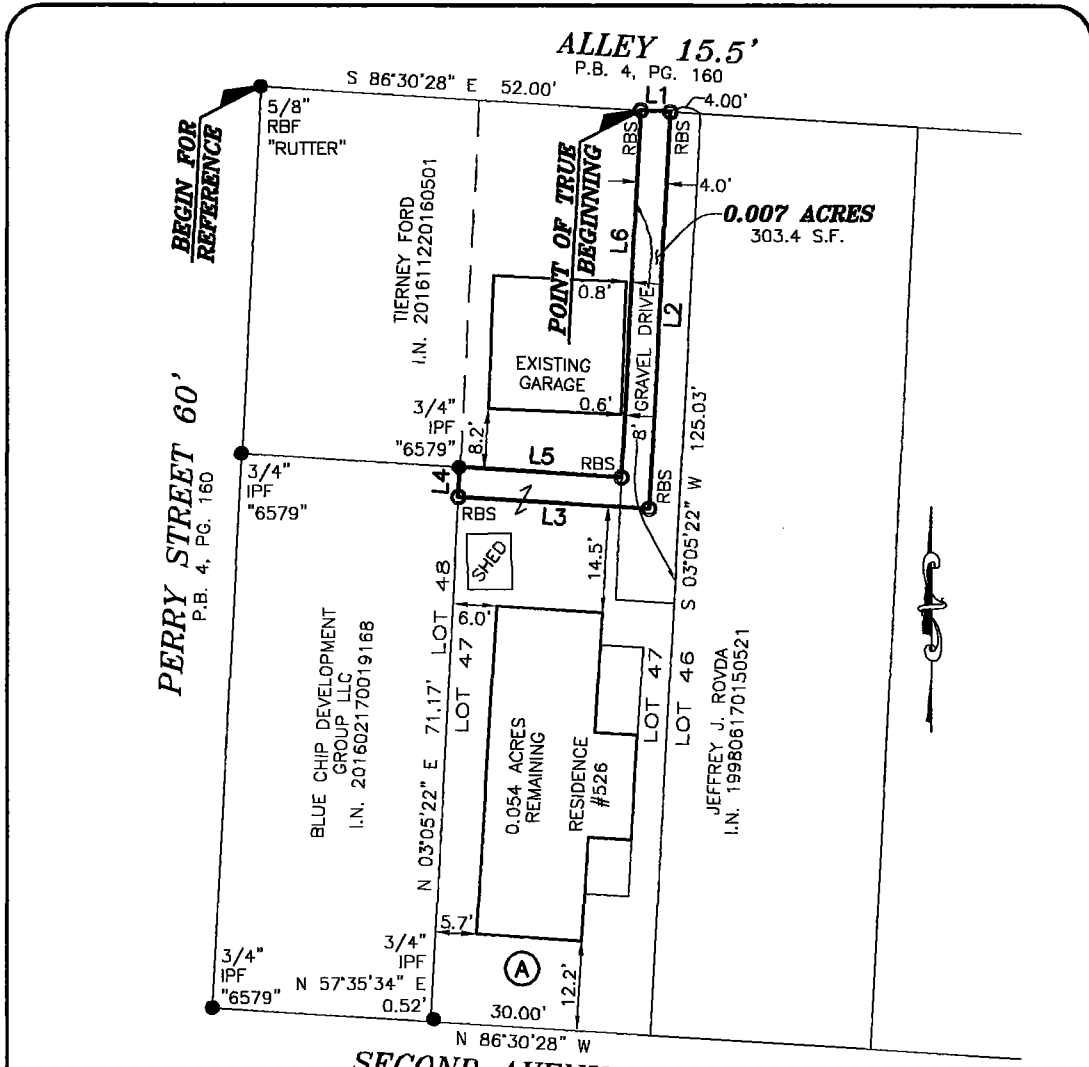 ALLEY 15.5'
P.B. 4, PG. 160
S 86°30'28" E 52.00'
L1
4.00'
BEGIN FOR
REFERENCE
5/8"
RBF
"RUTTER"
RBS
RBS
POINT OF TRUE
BEGINNING
4.0'
0.007 ACRES
303.4 S.F.
TIERNEY FORD
I.N. 201611220160501
L6
L2
0.8'
GRAVEL DRIVE
EXISTING
GARAGE
0.6'
8'
125.03'
S 03°05'22" W
PERRY STREET 60'
P.B. 4, PG. 160
3/4"
IPF
"6579"
8.2'
3/4"
IPF
"6579"
L5
RBS
L4
RBS
L3
RBS
SHED
14.5'
LOT 48
LOT 47
6.0'
N 03°05'22" E 71.17'
BLUE CHIP DEVELOPMENT
GROUP LLC
I.N. 201602170019168
0.054 ACRES
REMAINING
RESIDENCE
#526
LOT 47
LOT 46
JEFFREY J. ROVDA
I.N. 199806170150521
5.7'
3/4"
IPF
"6579"
3/4"
IPF
N 57°35'34" E
0.52'
A
12.2'
30.00'
N 86°30'28" W